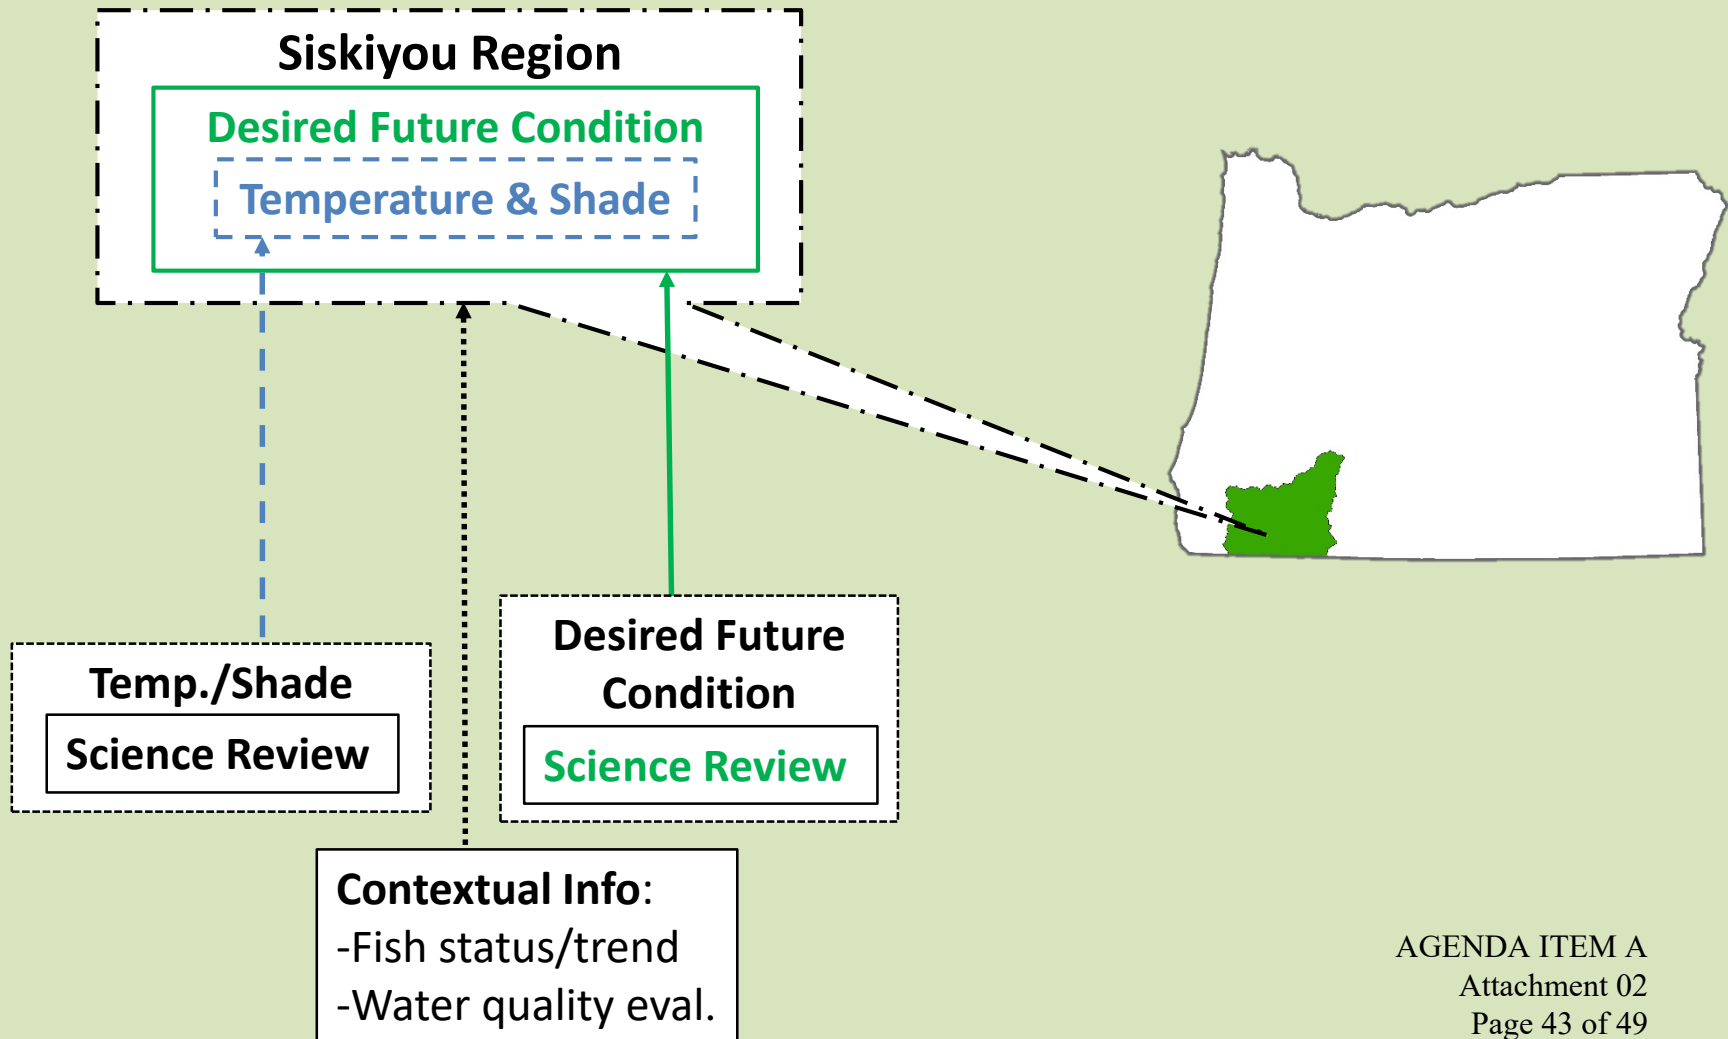 Siskiyou Region
Desired Future Condition
Temperature & Shade
Temp./Shade
Science Review
Desired Future
Condition
Science Review
Contextual Info:
-Fish status/trend
-Water quality eval.
AGENDA ITEM A
Attachment 02
Page 43 of 49